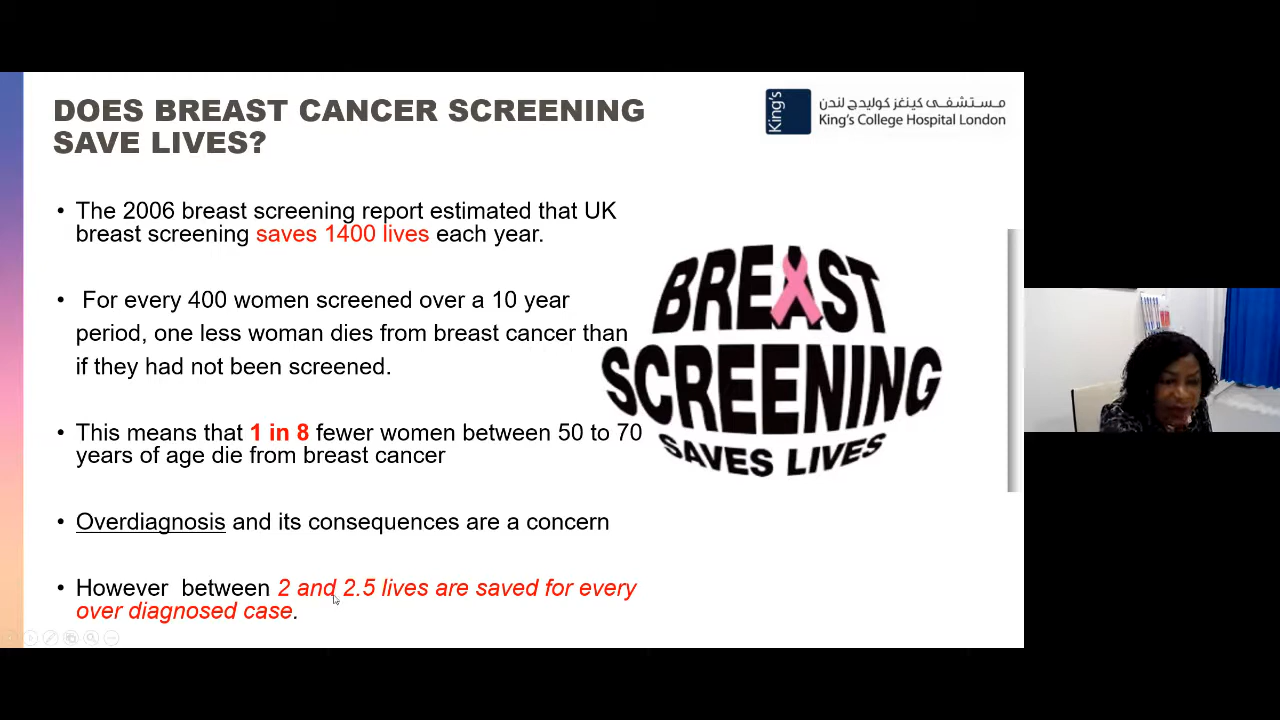 DOES BREAST CANCER SCREENING
SAVE LIVES?
King's
مستشفى كينغز كوليدج لندن
King's College Hospital London
• The 2006 breast screening report estimated that UK
breast screening saves 1400 lives each year.
• For every 400 women screened over a 10 year
period, one less woman dies from breast cancer than
if they had not been screened.
• This means that 1 in 8 fewer women between 50 to 70
years of age die from breast cancer
• Overdiagnosis and its consequences are a concern
• However between 2 and 2.5 lives are saved for every
over diagnosed case.
BREAST
SCREENING
SAVES LIVES